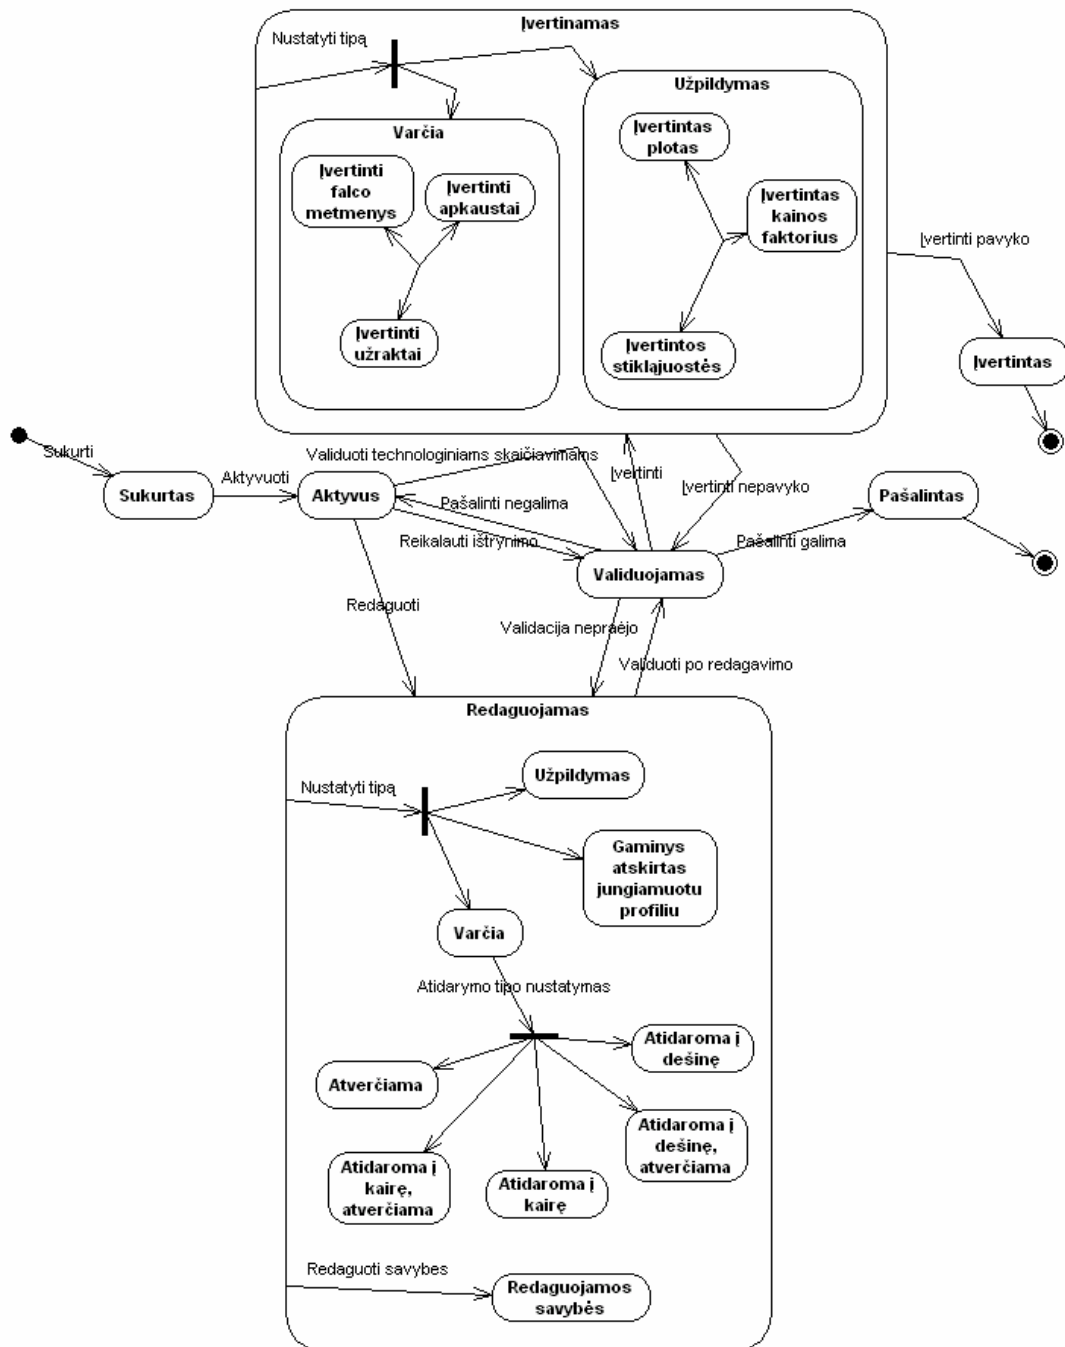 Įvertinamas
Nustatyti tipą
Užpildymas
Varčia
Įvertintas
plotas
Įvertinti
falco
metmenys
Įvertinti
apkaustai
Įvertintas
kainos
faktorius
Įvertinti pavyko
Įvertinti
užraktai
Įvertintos
stikląjuostės
Įvertintas
Sukurti
Validuoti technologiniams skaičiavimams
Aktyvuoti
Įvertinti
Įvertinti nepavyko
Sukurtas
Aktyvus
Pašalinti negalima
Pašalintas
Reikalauti ištrynimo
Pašalinti galima
Validuojamas
Redaguoti
Validacija nepraėjo
Validuoti po redagavimo
Redaguojamas
Užpildymas
Nustatyti tipą
Gaminys
atskirtas
jungiamuotu
profiliu
Varčia
Atidarymo tipo nustatymas
Atidaroma į
dešinę
Atverčiama
Atidaroma į
dešinę,
atverčiama
Atidaroma į
kairę,
atverčiama
Atidaroma į
kairę
Redaguoti savybes
Redaguojamos
savybės